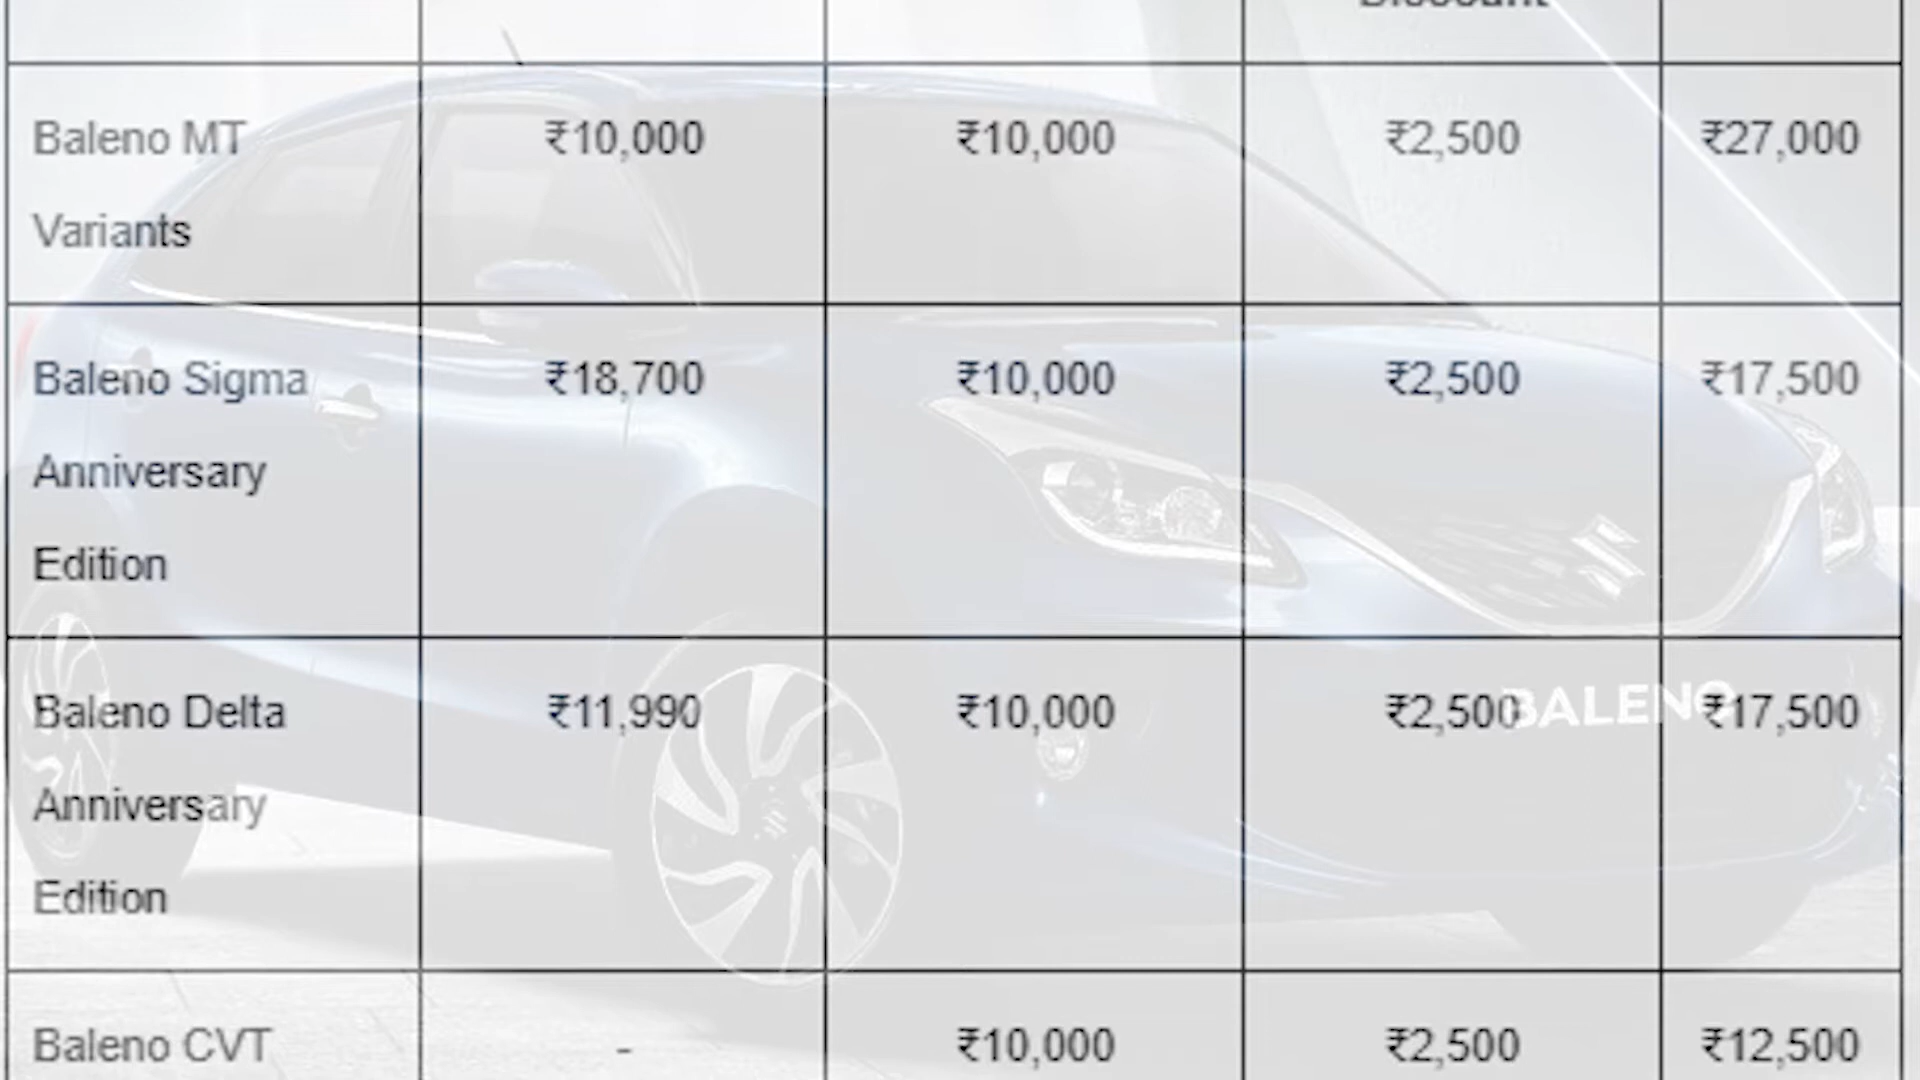 Discount
Baleno MT Variants ₹10,000 ₹10,000 ₹2,500 ₹27,000
Baleno Sigma Anniversary Edition ₹18,700 ₹10,000 ₹2,500 ₹17,500
Baleno Delta Anniversary Edition ₹11,990 ₹10,000 ₹2,500 ₹17,500
Baleno CVT - ₹10,000 ₹2,500 ₹12,500
BALENO